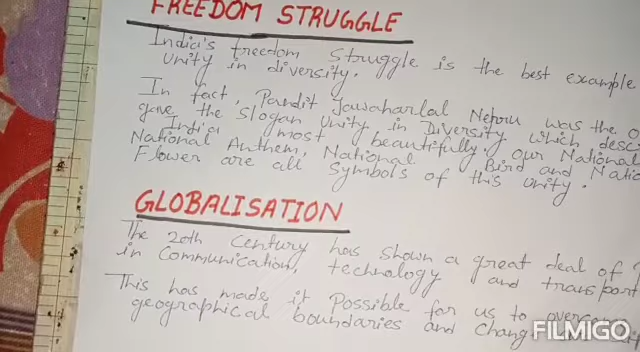 FREEDOM STRUGGLE
India's freedom Struggle is the best example
Unity in diversity.
In fact, Pandit Jawaharlal Nehru was the
gave the Slogan Unity in Diversity which
India most beautifully, our National
National Anthem, National Bird and
Flower are all Symbols of this unity.
GLOBALISATION
The 20th Century has shown a great deal of
in Communication, technology and transport
This has made it Possible for us to
geographical boundaries and
FILMIGO